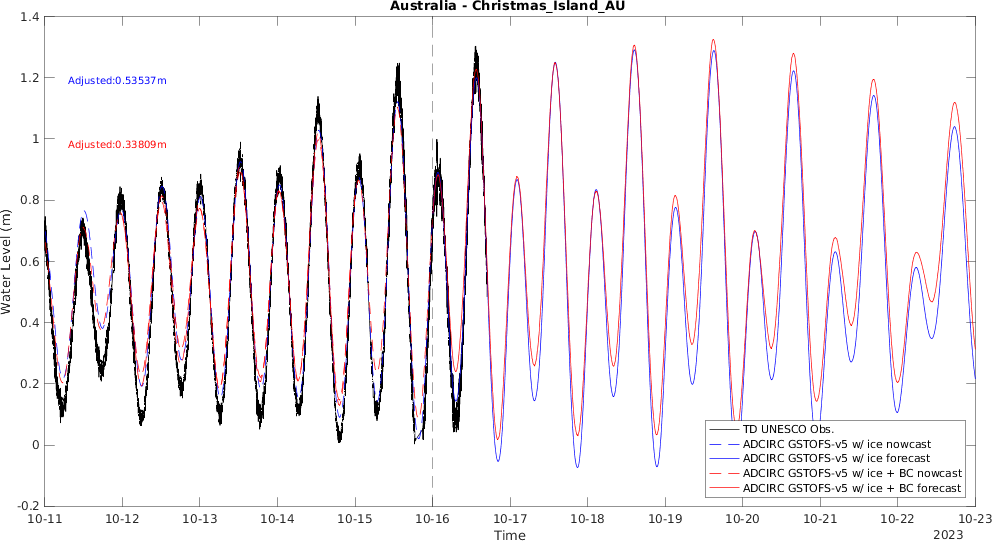 Australia - Christmas_Island_AU
1.4
1.2
1
0.8
0.6
0.4
0.2
0
-0.2
Water Level (m)
Adjusted:0.53537m
Adjusted:0.33809m
TD UNESCO Obs.
ADCIRC GSTOFS-v5 w/ ice nowcast
ADCIRC GSTOFS-v5 w/ ice forecast
ADCIRC GSTOFS-v5 w/ ice + BC nowcast
ADCIRC GSTOFS-v5 w/ ice + BC forecast
10-11 10-12 10-13 10-14 10-15 10-16 10-17 10-18 10-19 10-20 10-21 10-22 10-23
Time
2023